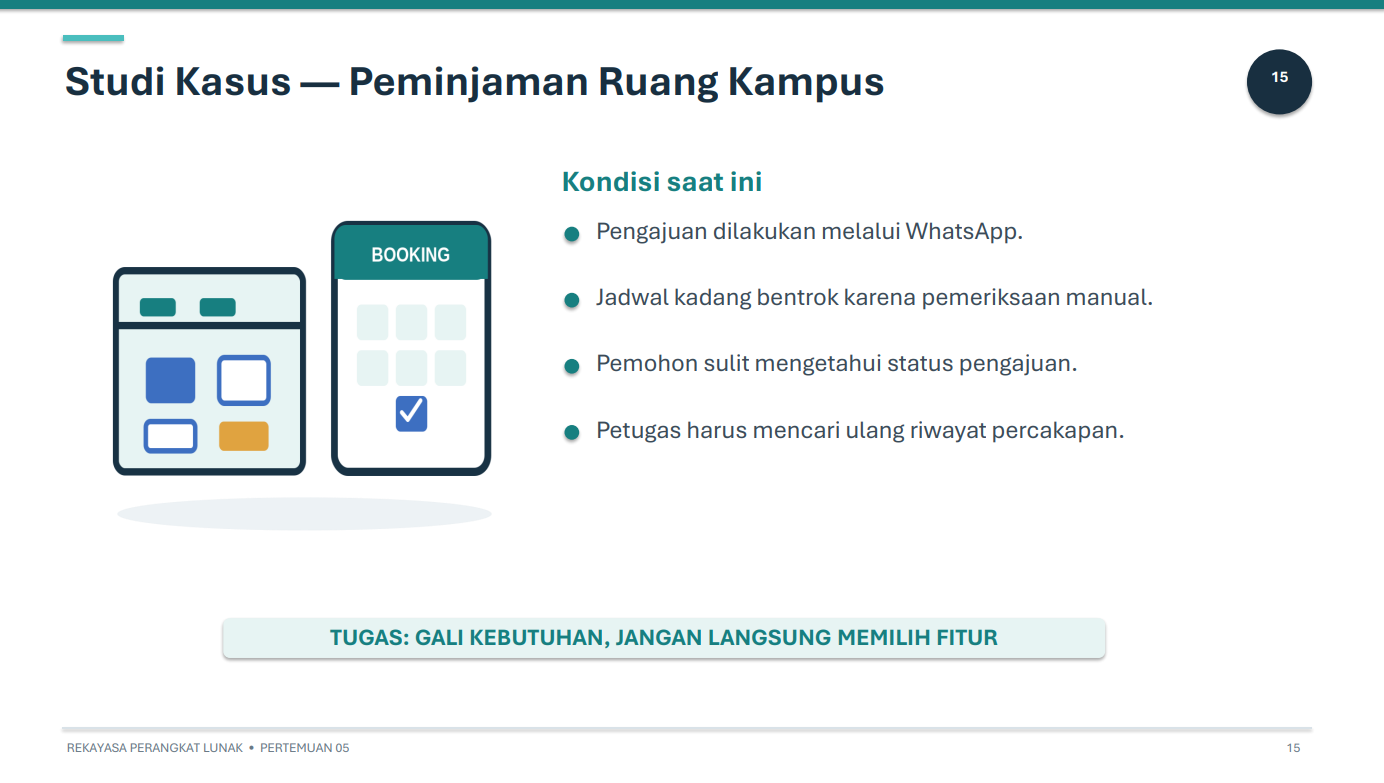 Studi Kasus — Peminjaman Ruang Kampus
15
Kondisi saat ini
Pengajuan dilakukan melalui WhatsApp.
Jadwal kadang bentrok karena pemeriksaan manual.
Pemohon sulit mengetahui status pengajuan.
Petugas harus mencari ulang riwayat percakapan.
BOOKING
TUGAS: GALI KEBUTUHAN, JANGAN LANGSUNG MEMILIH FITUR
REKAYASA PERANGKAT LUNAK • PERTEMUAN 05
15